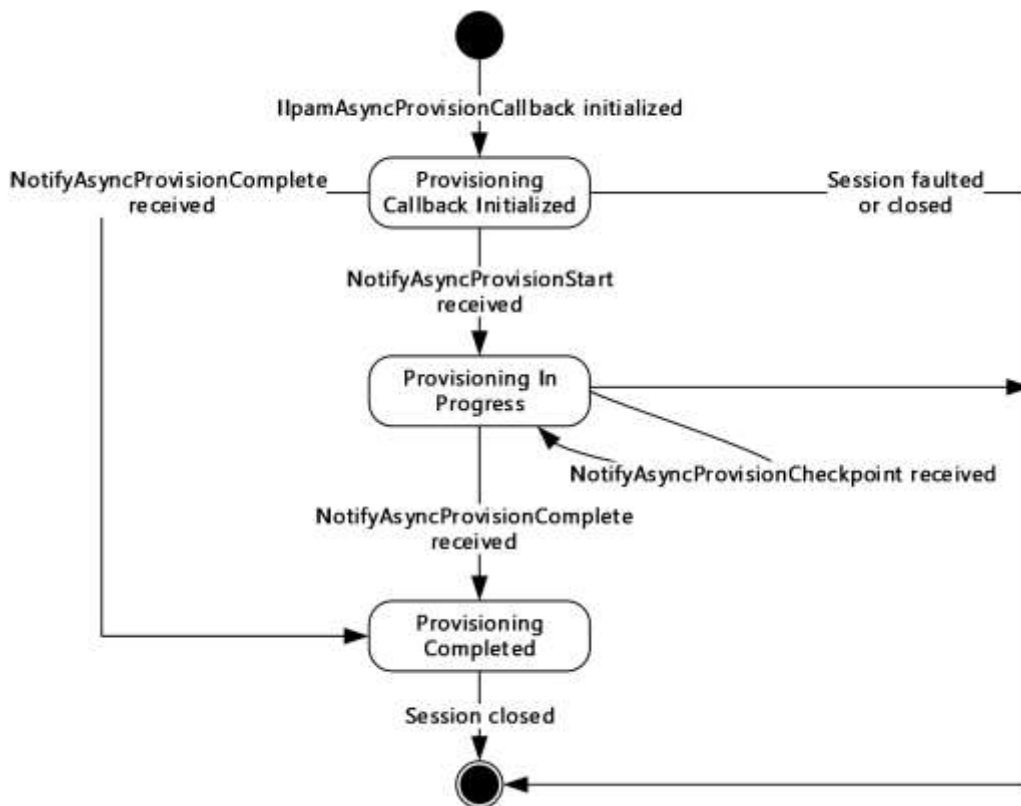 IIpamAsyncProvisionCallback initialized
NotifyAsyncProvisionComplete
received
Provisioning
Callback Initialized
Session faulted
or closed
NotifyAsyncProvisionStart
received
Provisioning In
Progress
NotifyAsyncProvisionCheckpoint received
NotifyAsyncProvisionComplete
received
Provisioning
Completed
Session closed